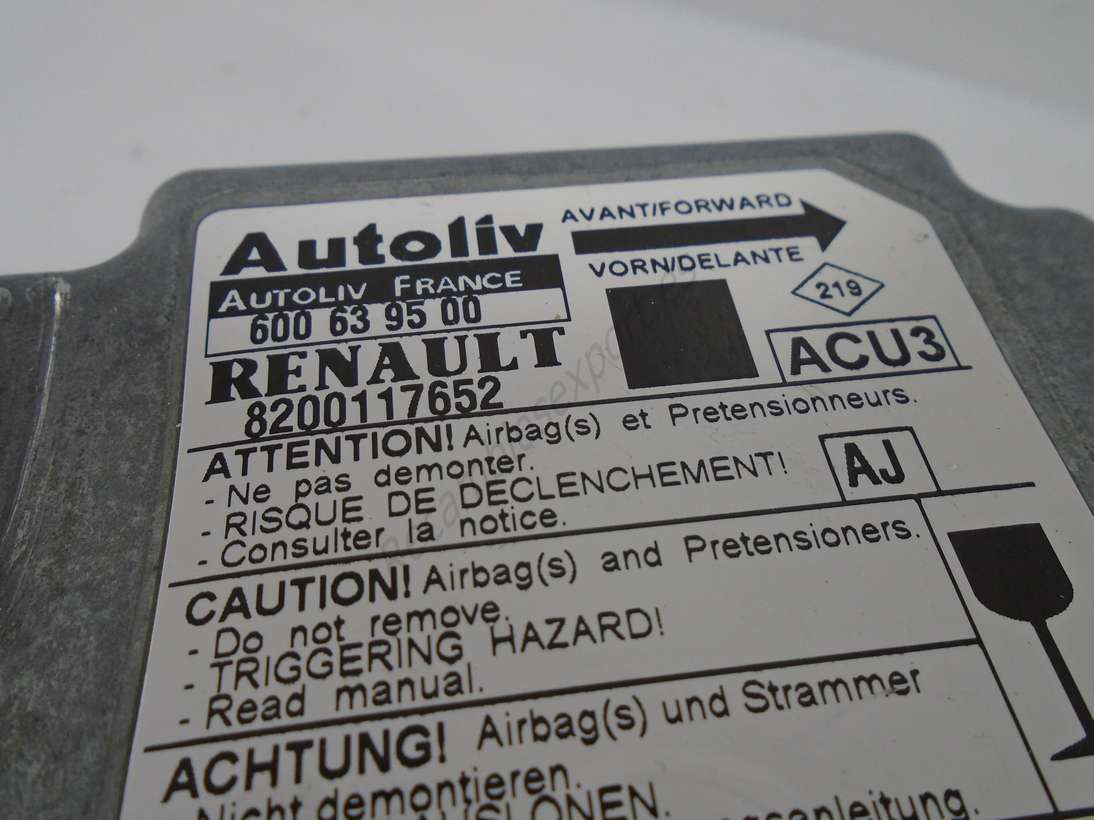 Autoliv
AVANT/FORWARD
VORN/DELANTE
AUTOLIV FRANCE
600 63 95 00
219
RENAULT
8200117652
ACU3
ATTENTION! Airbag(s) et Pretensionneurs.
- Ne pas demonter.
- RISQUE DE DECLENCHEMENT!
- Consulter la notice.
AJ
CAUTION! Airbag(s) and Pretensioners.
- Do not remove.
- TRIGGERING HAZARD!
- Read manual.
ACHTUNG! Airbag(s) und Strammer
Nicht demontieren.